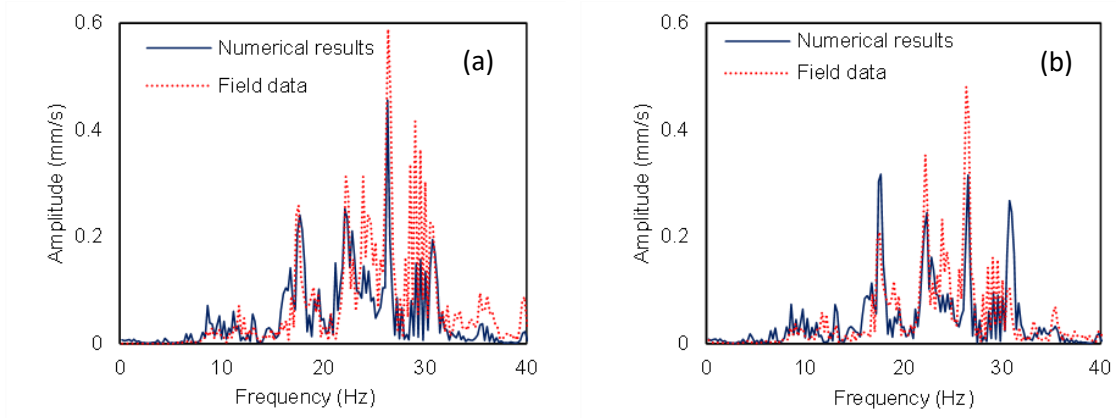 0.6
Numerical results
(a)
Field data
0.4
Amplitude (mm/s)
0.2
0
0
10
20
30
40
Frequency (Hz)
0.6
Numerical results
(b)
Field data
0.4
Amplitude (mm/s)
0.2
0
0
10
20
30
40
Frequency (Hz)